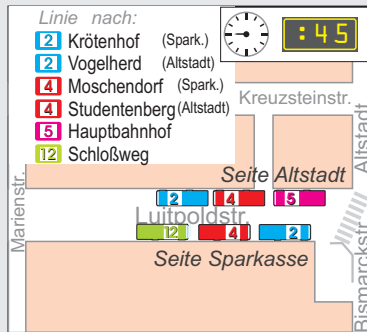 Linie nach:
:45
2 Krötenhof (Spark.)
2 Vogelherd (Altstadt)
4 Moschendorf (Spark.)
4 Studentenberg (Altstadt)
5 Hauptbahnhof
12 Schloßweg
Kreuzsteinstr.
Altstadt
Seite Altstadt
2 4 5
Luitpoldstr.
12 4 2
Seite Sparkasse
Marienstr.
Bismarckstr.